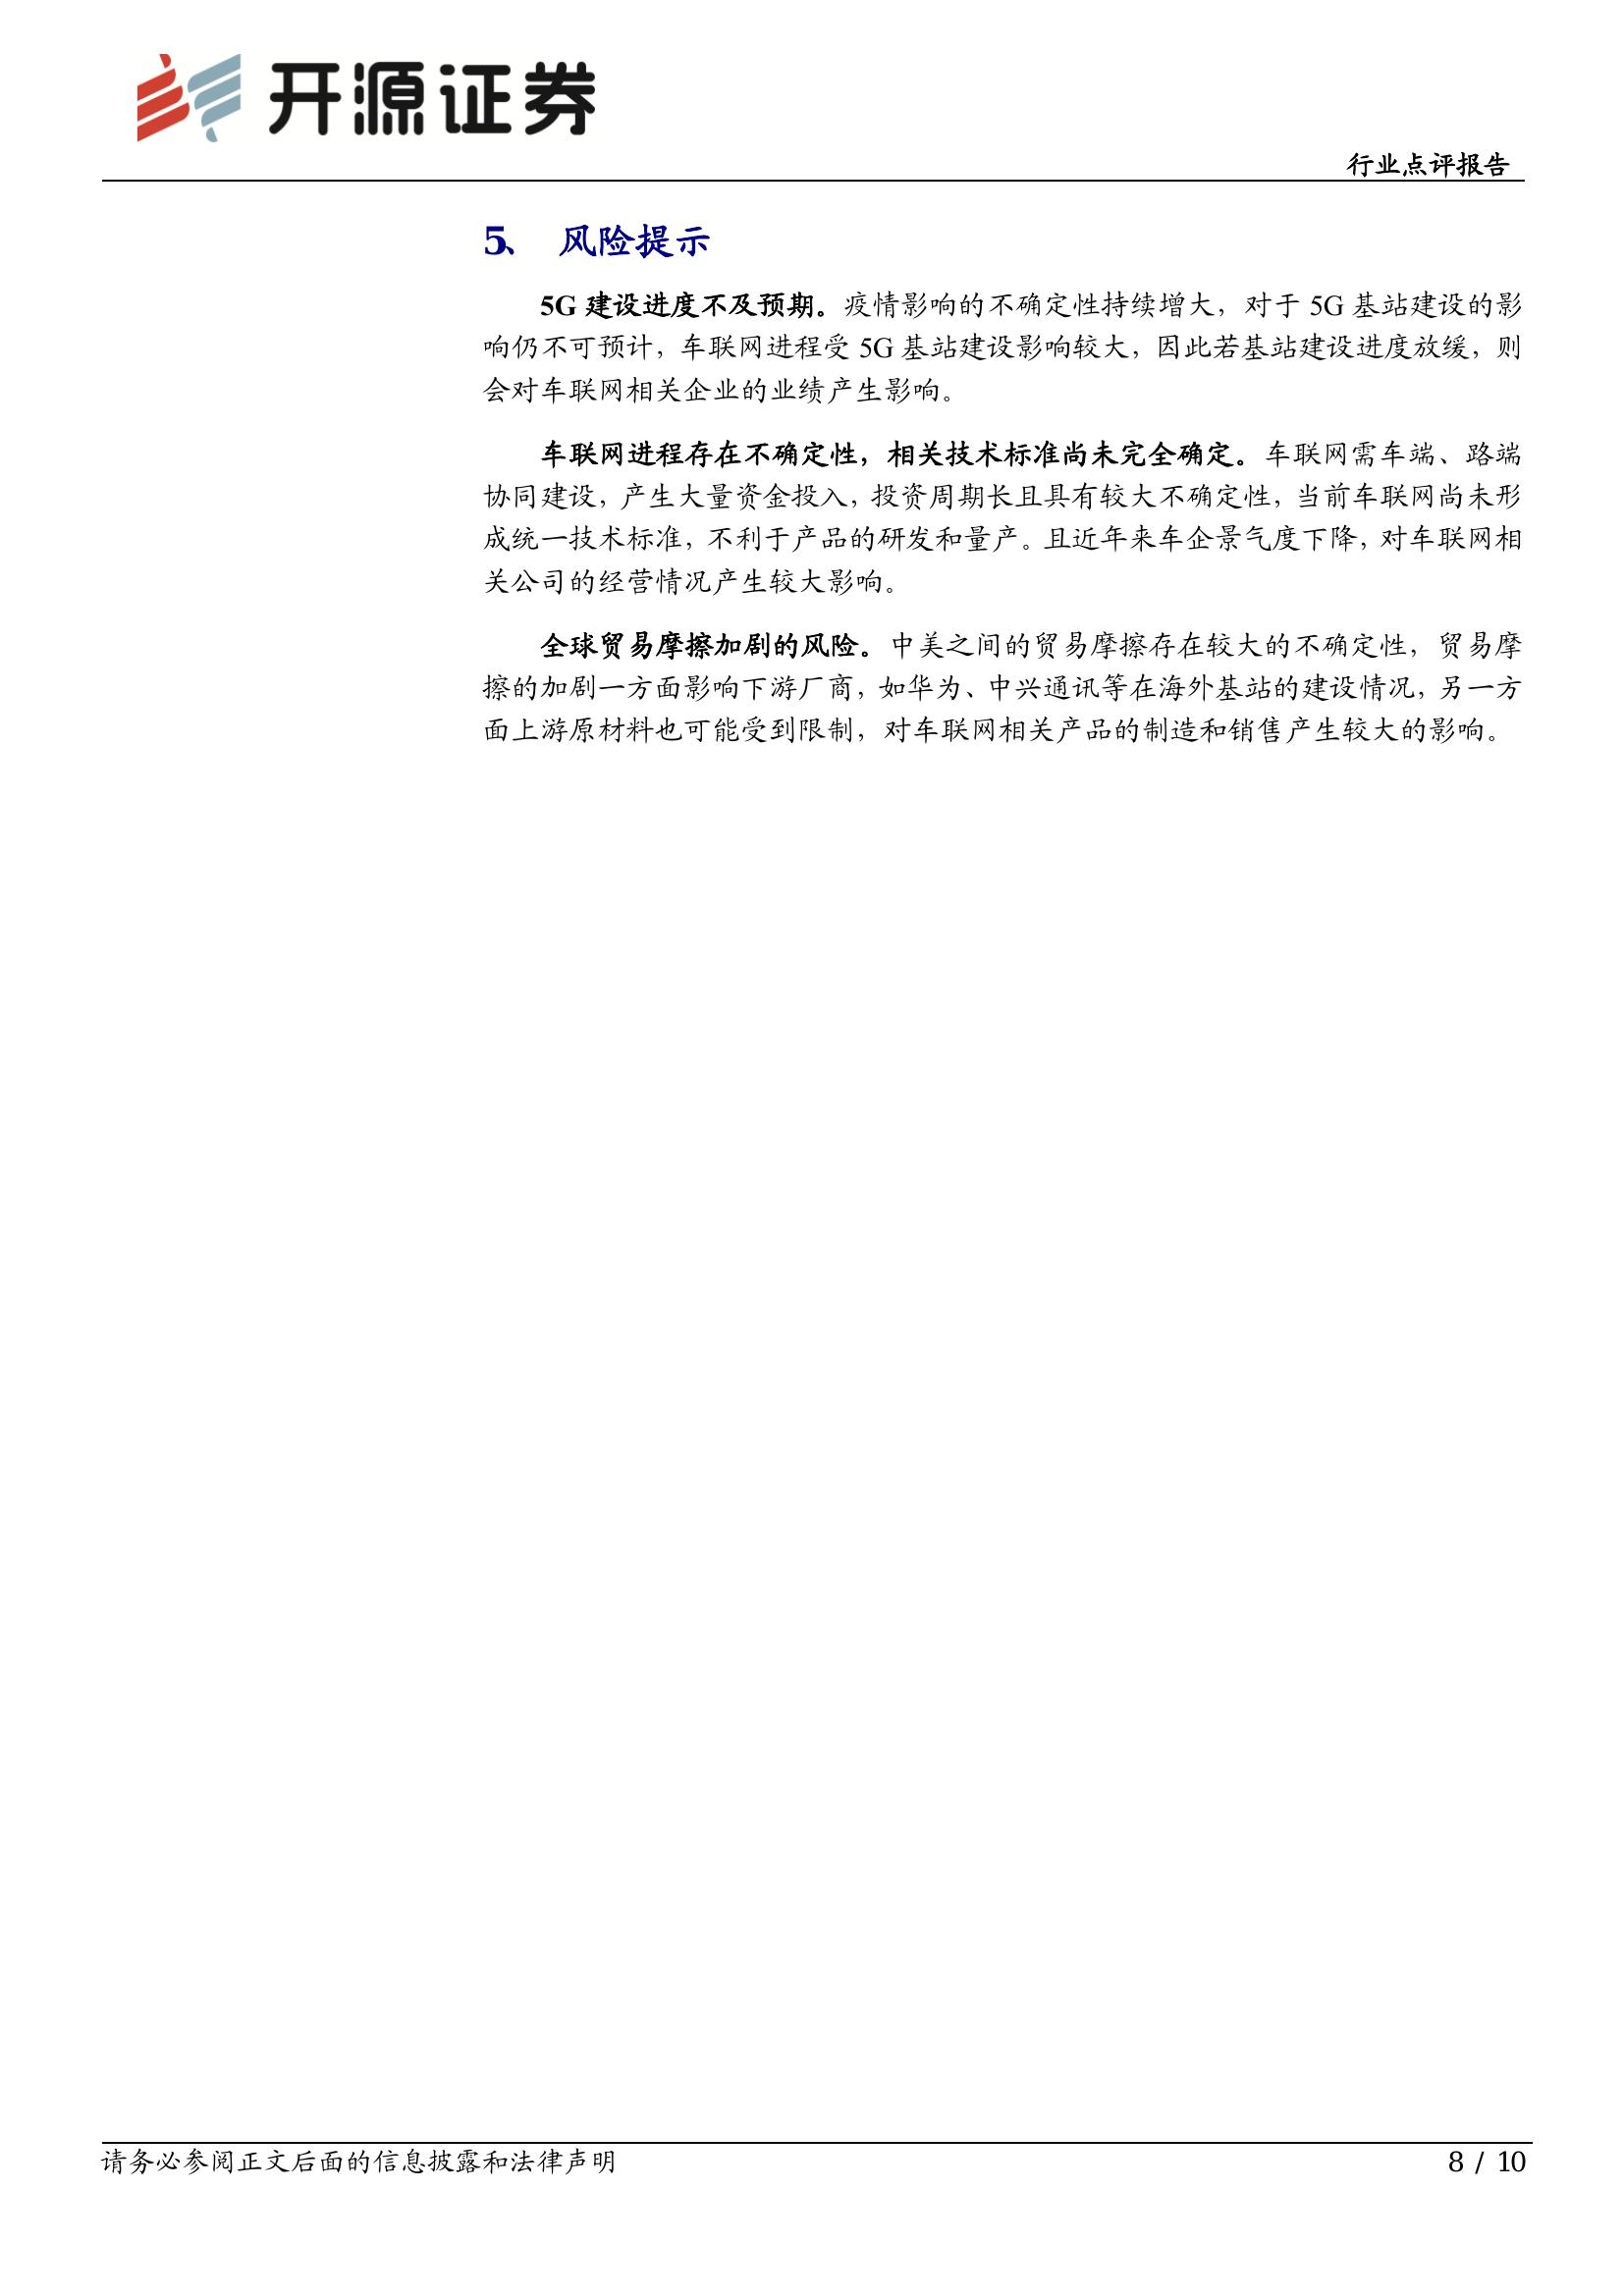 开源证券
行业点评报告
5、 风险提示
5G 建设进度不及预期。疫情影响的不确定性持续增大，对于 5G 基站建设的影
响仍不可预计，车联网进程受 5G 基站建设影响较大，因此若基站建设进度放缓，则
会对车联网相关企业的业绩产生影响。
车联网进程存在不确定性，相关技术标准尚未完全确定。车联网需车端、路端
协同建设，产生大量资金投入，投资周期长且具有较大不确定性，当前车联网尚未形
成统一技术标准，不利于产品的研发和量产。且近年来车企景气度下降，对车联网相
关公司的经营情况产生较大影响。
全球贸易摩擦加剧的风险。中美之间的贸易摩擦存在较大的不确定性，贸易摩
擦的加剧一方面影响下游厂商，如华为、中兴通讯等在海外基站的建设情况，另一方
面上游原材料也可能受到限制，对车联网相关产品的制造和销售产生较大的影响。
请务必参阅正文后面的信息披露和法律声明
8 / 10